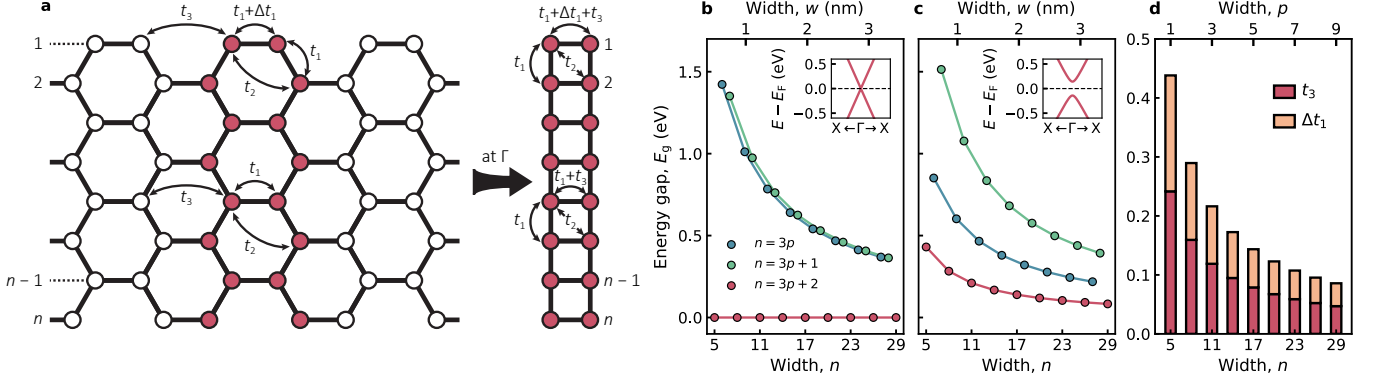 a
t₃
t₁+Δt₁
t₁
t₂
1
2
t₁
t₃
t₂
n − 1
n
at Γ
t₁+Δt₁+t₃
1
t₁
t₂
2
t₁+t₃
t₁
t₂
n − 1
n
b
Width, w (nm)
1 2 3
Energy gap, E_g (eV)
1.5
1.0
0.5
0.0
E − E_F (eV)
0.5
0.0
−0.5
X ←Γ→ X
n = 3p
n = 3p + 1
n = 3p + 2
5 11 17 23 29
Width, n
c
Width, w (nm)
1 2 3
E − E_F (eV)
0.5
0.0
−0.5
X ←Γ→ X
5 11 17 23 29
Width, n
d
Width, p
1 3 5 7 9
0.5
0.4
0.3
0.2
0.1
0.0
t₃
Δt₁
5 11 17 23 29
Width, n